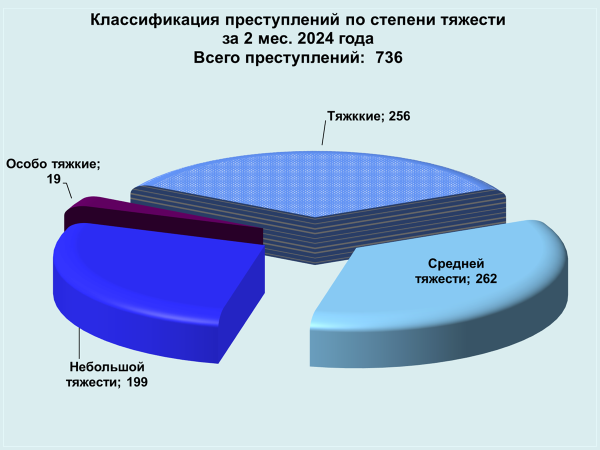 Классификация преступлений по степени тяжести
за 2 мес. 2024 года
Всего преступлений: 736
Тяжккие; 256
Особо тяжкие;
19
Средней
тяжести; 262
Небольшой
тяжести; 199